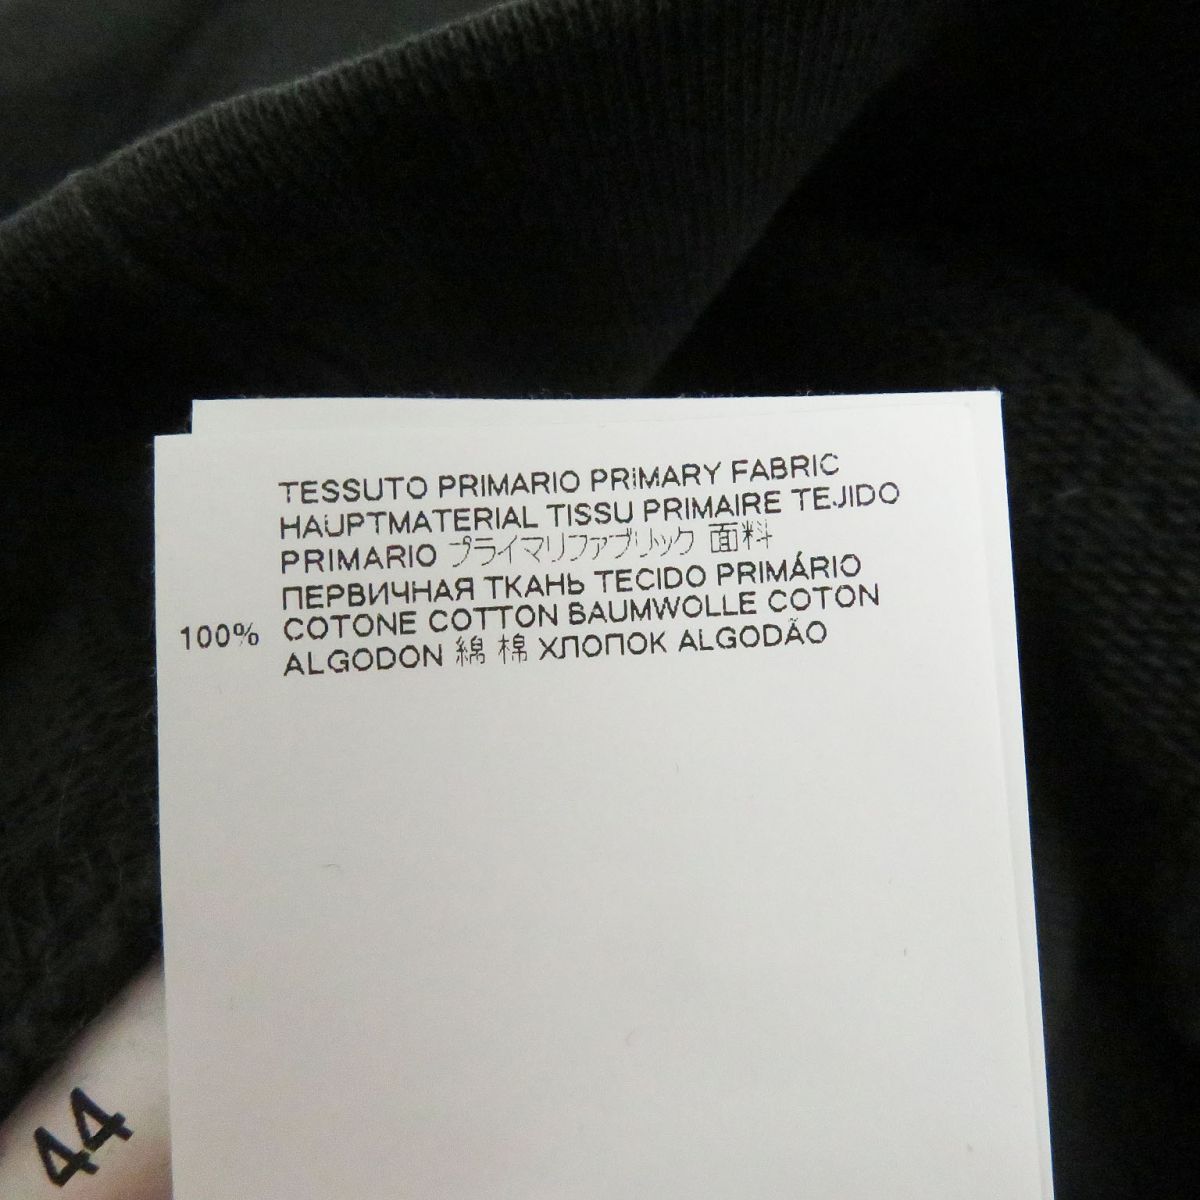 TESSUTO PRIMARIO PRIMARY FABRIC
HAUPTMATERIAL TISSU PRIMAIRE TEJIDO
PRIMARIO プライマリファブリック 面料
ПЕРВИЧНАЯ ТКАНЬ TECIDO PRIMÁRIO
100% COTONE COTTON BAUMWOLLE COTON
ALGODON 綿 棉 ХЛОПОК ALGODÃO
44